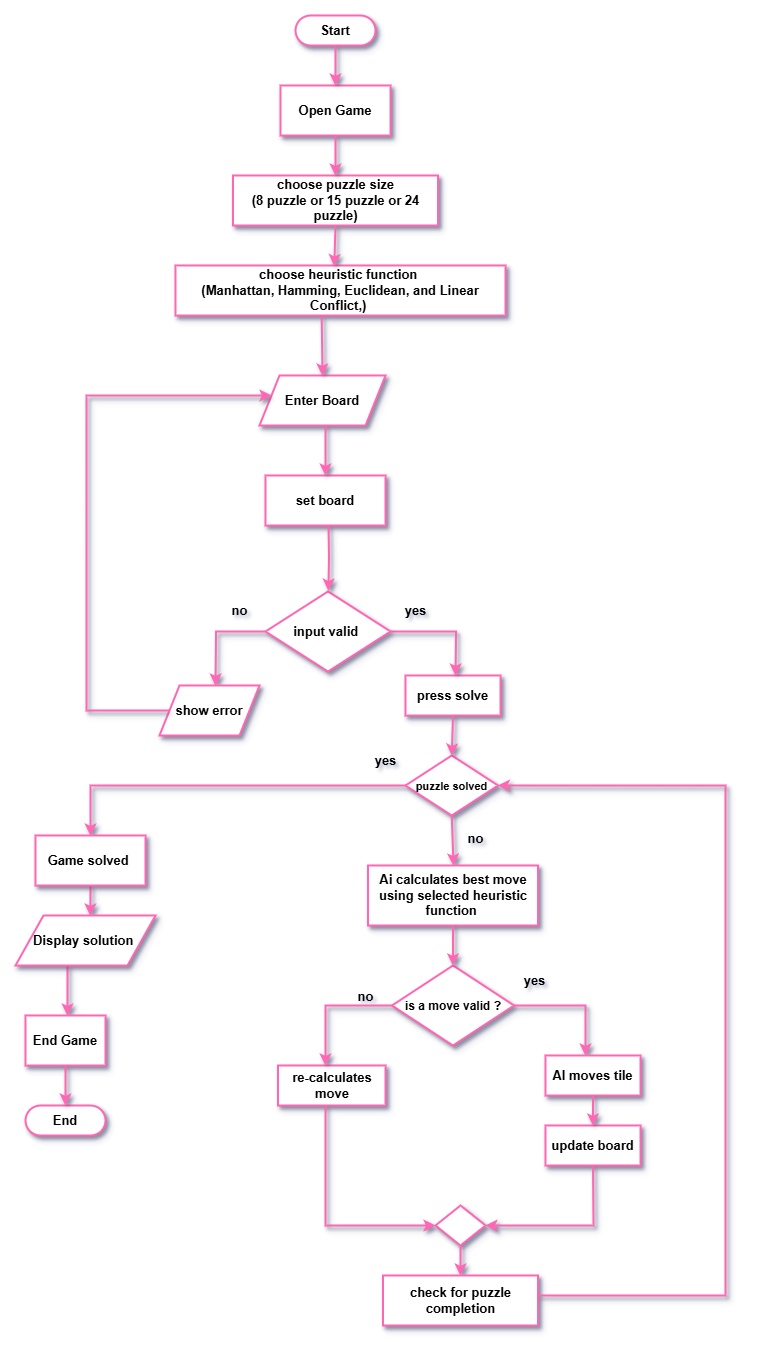 Start
Open Game
choose puzzle size
(8 puzzle or 15 puzzle or 24
puzzle)
choose heuristic function
(Manhattan, Hamming, Euclidean, and Linear
Conflict,)
Enter Board
set board
no
yes
input valid
show error
press solve
yes
puzzle solved
no
Game solved
Ai calculates best move
using selected heuristic
function
Display solution
no
yes
is a move valid ?
End Game
re-calculates
move
AI moves tile
End
update board
check for puzzle
completion